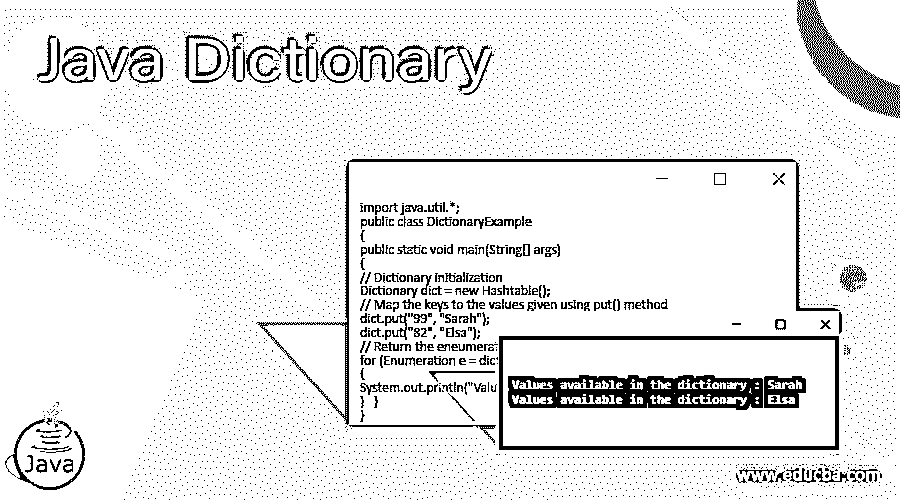 Java Dictionary
import java.util.*;
public class DictionaryExample
{
public static void main(String[] args)
{
// Dictionary initialization
Dictionary dict = new Hashtable();
// Map the keys to the values given using put() method
dict.put("99", "Sarah");
dict.put("82", "Elsa");
// Return the eneumerat
for (Enumeration e = dict
{
System.out.println("Valu
} }
}
Values available in the dictionary : Sarah
Values available in the dictionary : Elsa
Java
www.educba.com